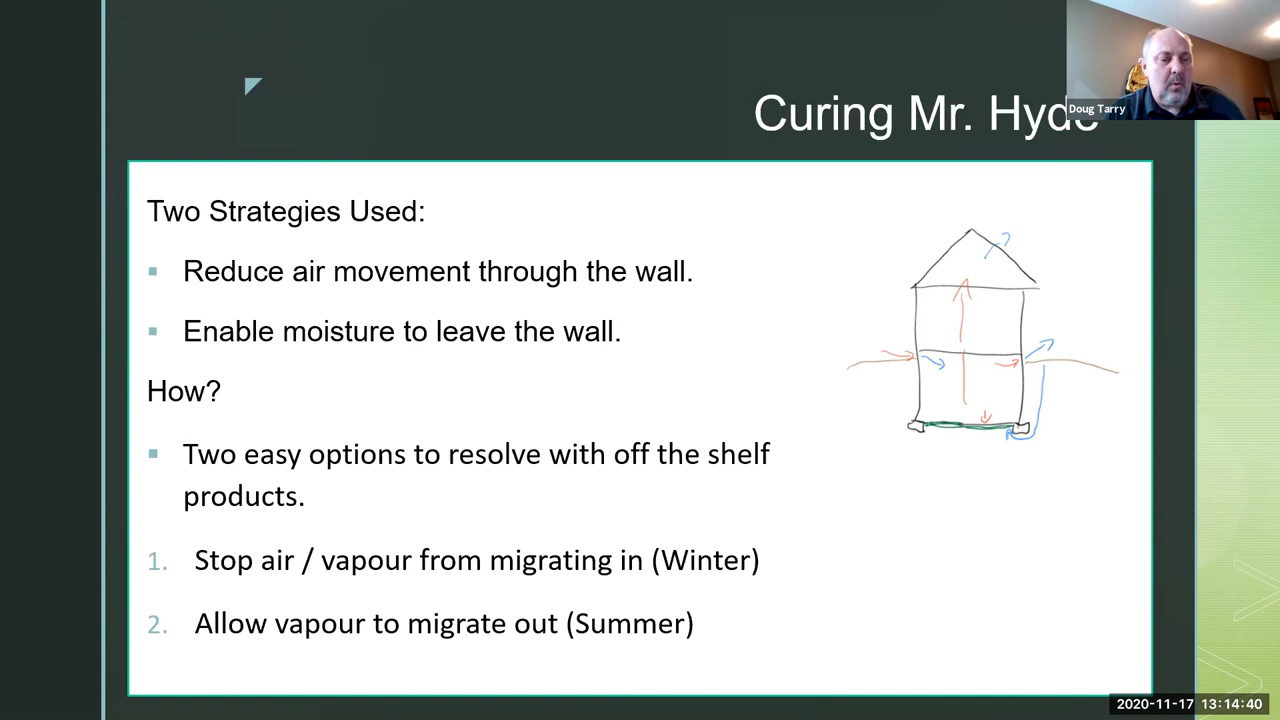 Curing Mr. Hyde
Doug Tarry
Two Strategies Used:
Reduce air movement through the wall.
Enable moisture to leave the wall.
How?
Two easy options to resolve with off the shelf
products.
1. Stop air / vapour from migrating in (Winter)
2. Allow vapour to migrate out (Summer)
2020-11-17 13:14:40